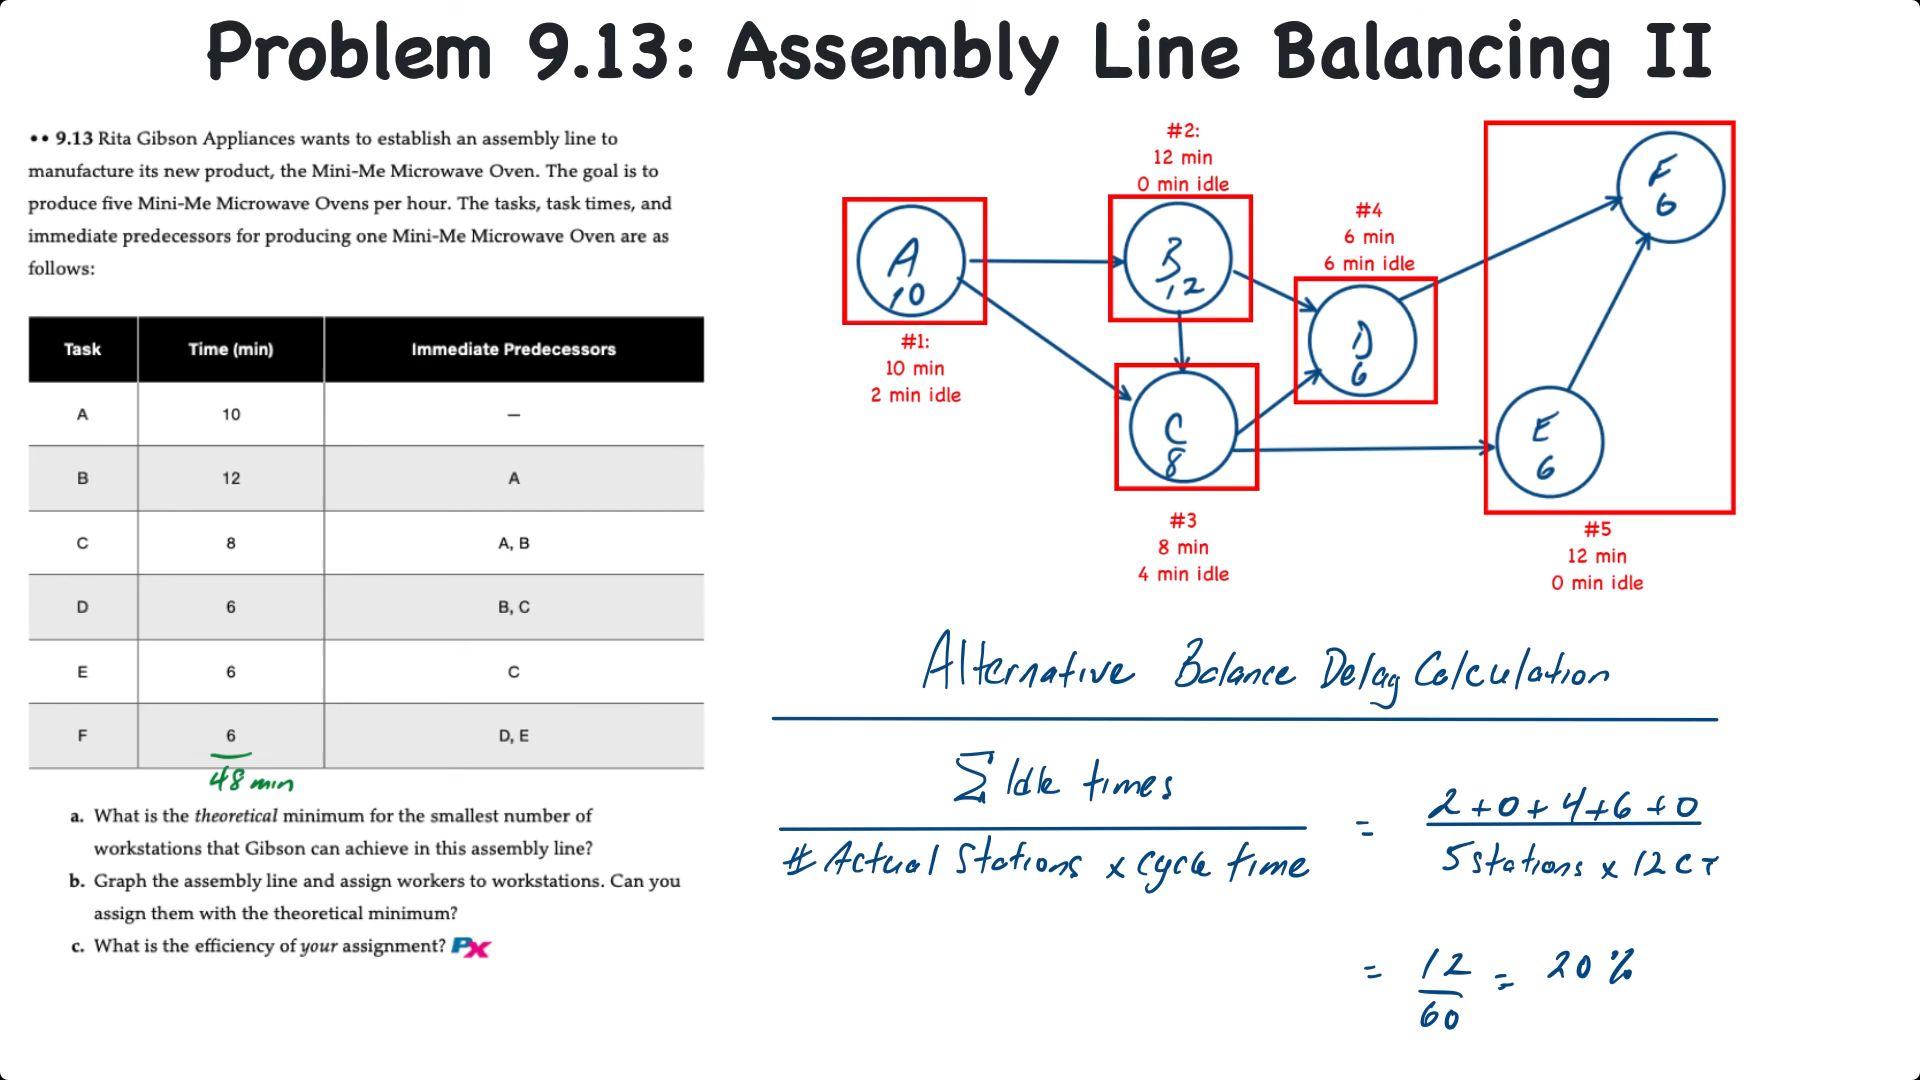 Problem 9.13: Assembly Line Balancing II
•• 9.13 Rita Gibson Appliances wants to establish an assembly line to
manufacture its new product, the Mini-Me Microwave Oven. The goal is to
produce five Mini-Me Microwave Ovens per hour. The tasks, task times, and
immediate predecessors for producing one Mini-Me Microwave Oven are as
follows:
Task Time (min) Immediate Predecessors
A 10 —
B 12 A
C 8 A, B
D 6 B, C
E 6 C
F 6 D, E
48 min
a. What is the theoretical minimum for the smallest number of
workstations that Gibson can achieve in this assembly line?
b. Graph the assembly line and assign workers to workstations. Can you
assign them with the theoretical minimum?
c. What is the efficiency of your assignment? PX
A
10
#1:
10 min
2 min idle
#2:
12 min
0 min idle
B
12
C
8
#3
8 min
4 min idle
#4
6 min
6 min idle
D
6
F
6
E
6
#5
12 min
0 min idle
Alternative Balance Delay Calculation
Σ Idle times
# Actual Stations x cycle time
=
2+0+4+6+0
5 stations x 12 CT
= 12
60
= 20%